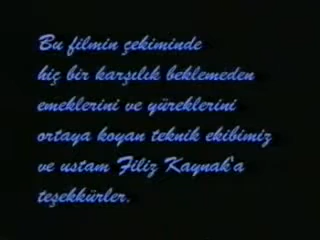 Bu filmin çekiminde
hiç bir karşılık beklemeden
emeklerini ve yüreklerini
ortaya koyan teknik ekibimiz
ve ustam Filiz Kaynak'a
teşekkürler.